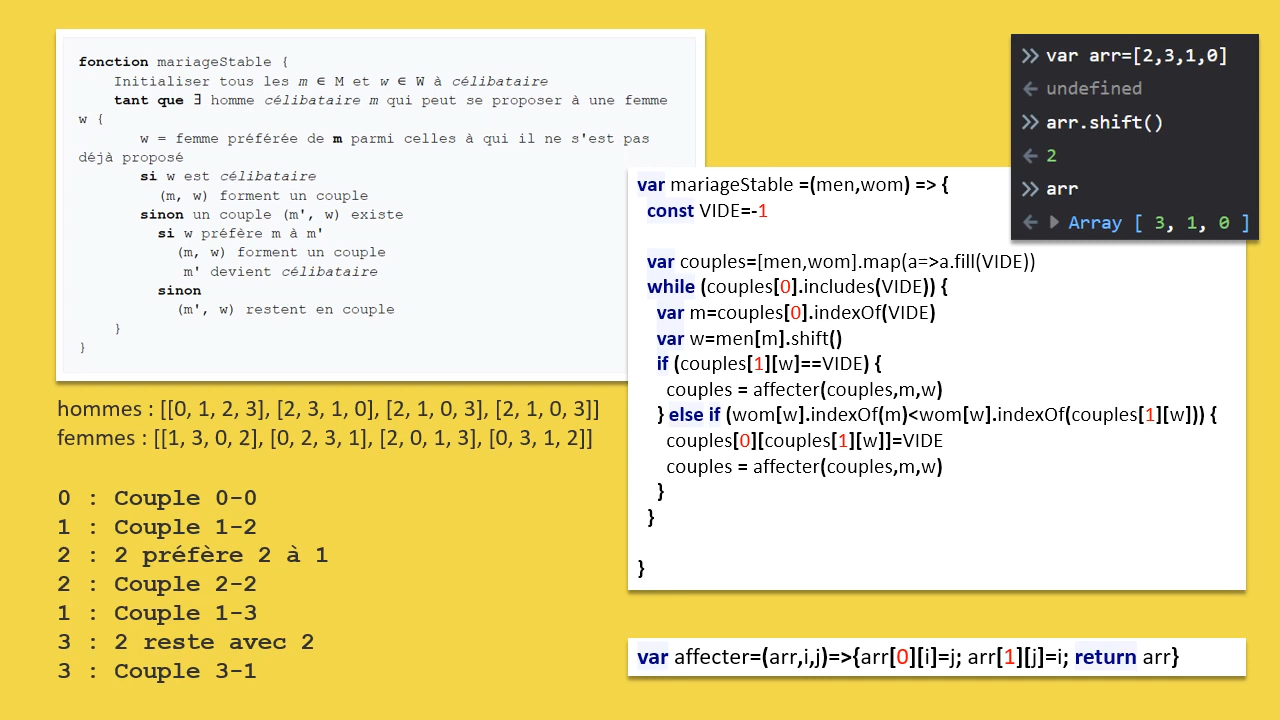 fonction mariageStable {
Initialiser tous les m ∈ M et w ∈ W à célibataire
tant que ∃ homme célibataire m qui peut se proposer à une femme
w {
w = femme préférée de m parmi celles à qui il ne s'est pas
déjà proposé
si w est célibataire
(m, w) forment un couple
sinon un couple (m', w) existe
si w préfère m à m'
(m, w) forment un couple
m' devient célibataire
sinon
(m', w) restent en couple
}
}
hommes : [[0, 1, 2, 3], [2, 3, 1, 0], [2, 1, 0, 3], [2, 1, 0, 3]]
femmes : [[1, 3, 0, 2], [0, 2, 3, 1], [2, 0, 1, 3], [0, 3, 1, 2]]
0 : Couple 0-0
1 : Couple 1-2
2 : 2 préfère 2 à 1
2 : Couple 2-2
1 : Couple 1-3
3 : 2 reste avec 2
3 : Couple 3-1
>> var arr=[2,3,1,0]
← undefined
>> arr.shift()
← 2
>> arr
← ▶ Array [ 3, 1, 0 ]
var mariageStable =(men,wom) => {
const VIDE=-1
var couples=[men,wom].map(a=>a.fill(VIDE))
while (couples[0].includes(VIDE)) {
var m=couples[0].indexOf(VIDE)
var w=men[m].shift()
if (couples[1][w]==VIDE) {
couples = affecter(couples,m,w)
} else if (wom[w].indexOf(m)<wom[w].indexOf(couples[1][w])) {
couples[0][couples[1][w]]=VIDE
couples = affecter(couples,m,w)
}
}
}
var affecter=(arr,i,j)=>{arr[0][i]=j; arr[1][j]=i; return arr}